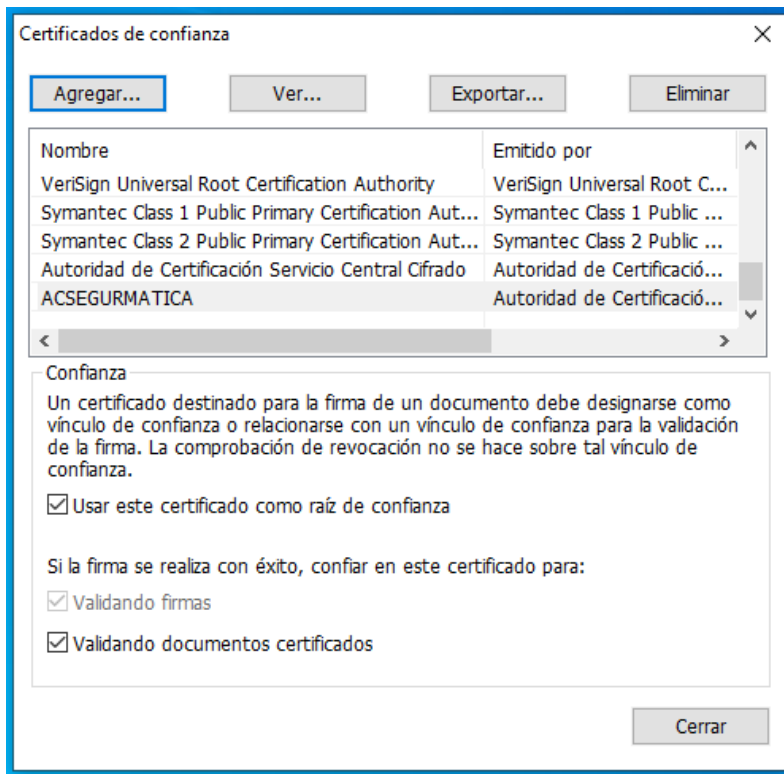 Certificados de confianza
Agregar... Ver... Exportar... Eliminar
Nombre Emitido por
VeriSign Universal Root Certification Authority VeriSign Universal Root C...
Symantec Class 1 Public Primary Certification Aut... Symantec Class 1 Public ...
Symantec Class 2 Public Primary Certification Aut... Symantec Class 2 Public ...
Autoridad de Certificación Servicio Central Cifrado Autoridad de Certificació...
ACSEGURMATICA Autoridad de Certificació...
Confianza
Un certificado destinado para la firma de un documento debe designarse como
vínculo de confianza o relacionarse con un vínculo de confianza para la validación
de la firma. La comprobación de revocación no se hace sobre tal vínculo de
confianza.
Usar este certificado como raíz de confianza
Si la firma se realiza con éxito, confiar en este certificado para:
Validando firmas
Validando documentos certificados
Cerrar